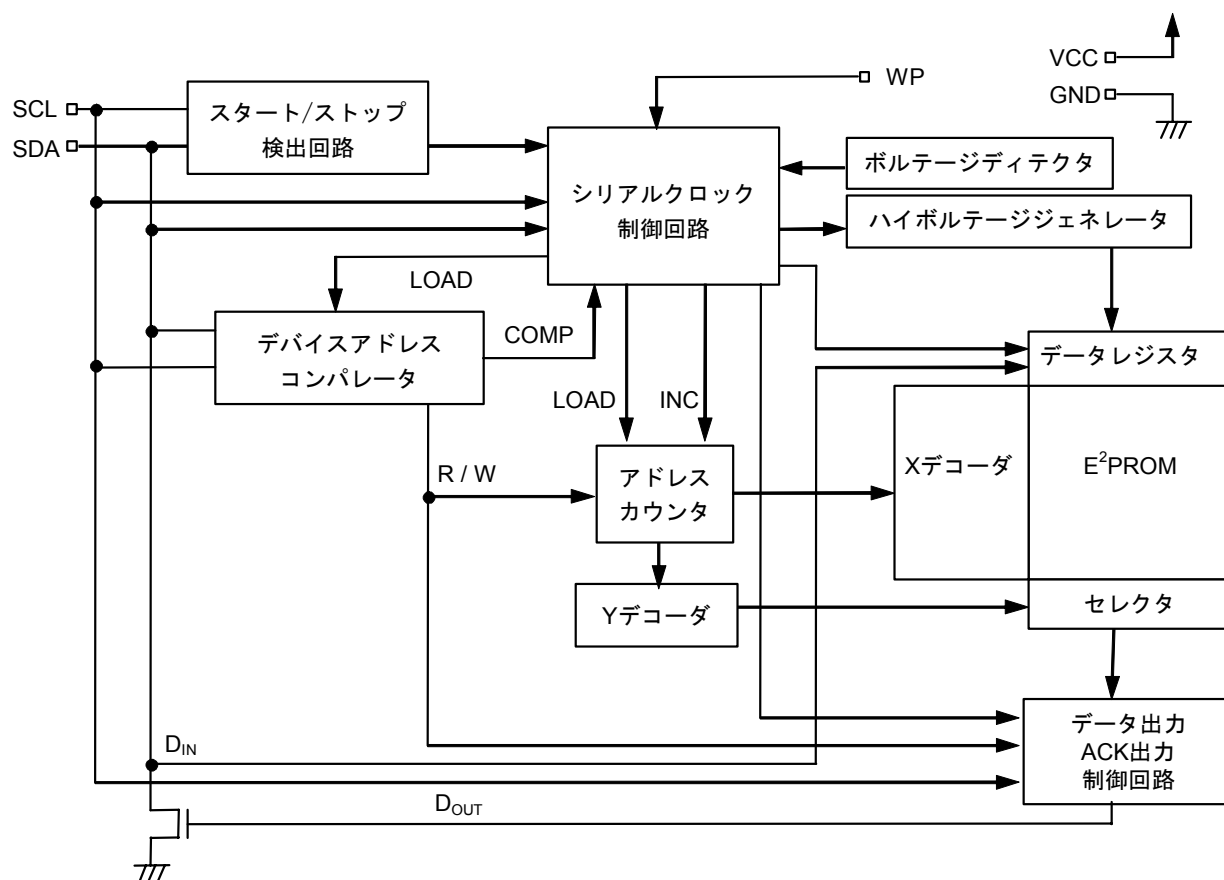 VCC
WP
SCL
スタート/ストップ
検出回路
GND
SDA
ボルテージディテクタ
シリアルクロック
制御回路
ハイボルテージジェネレータ
LOAD
COMP
デバイスアドレス
コンパレータ
データレジスタ
LOAD
INC
R / W
アドレス
カウンタ
Xデコーダ
E²PROM
Yデコーダ
セレクタ
データ出力
ACK出力
制御回路
DIN
DOUT